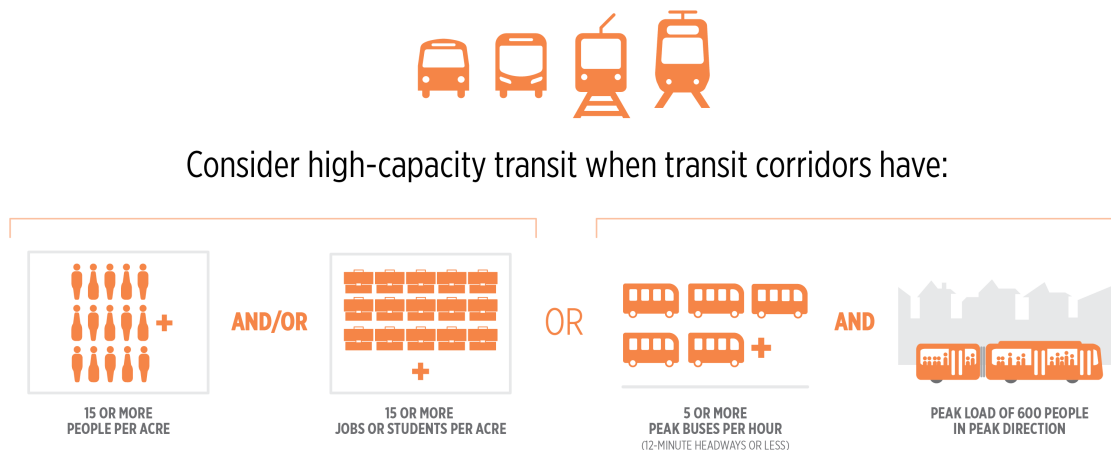 Consider high-capacity transit when transit corridors have:
AND/OR
OR
AND
15 OR MORE
PEOPLE PER ACRE
15 OR MORE
JOBS OR STUDENTS PER ACRE
5 OR MORE
PEAK BUSES PER HOUR
(12-MINUTE HEADWAYS OR LESS)
PEAK LOAD OF 600 PEOPLE
IN PEAK DIRECTION